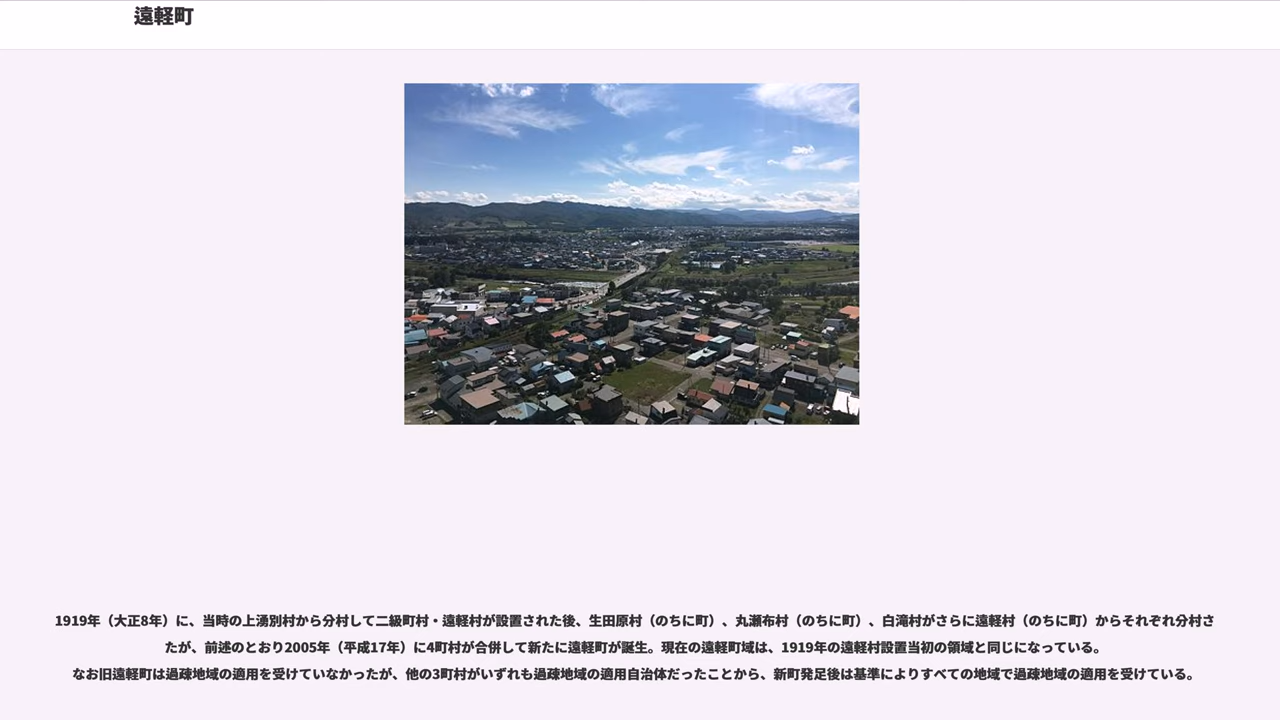 遠軽町
1919年（大正8年）に、当時の上湧別村から分村して二級町村・遠軽村が設置された後、生田原村（のちに町）、丸瀬布村（のちに町）、白滝村がさらに遠軽村（のちに町）からそれぞれ分村さ
たが、前述のとおり2005年（平成17年）に4町村が合併して新たに遠軽町が誕生。現在の遠軽町域は、1919年の遠軽村設置当初の領域と同じになっている。
なお旧遠軽町は過疎地域の適用を受けていなかったが、他の3町村がいずれも過疎地域の適用自治体だったことから、新町発足後は基準によりすべての地域で過疎地域の適用を受けている。